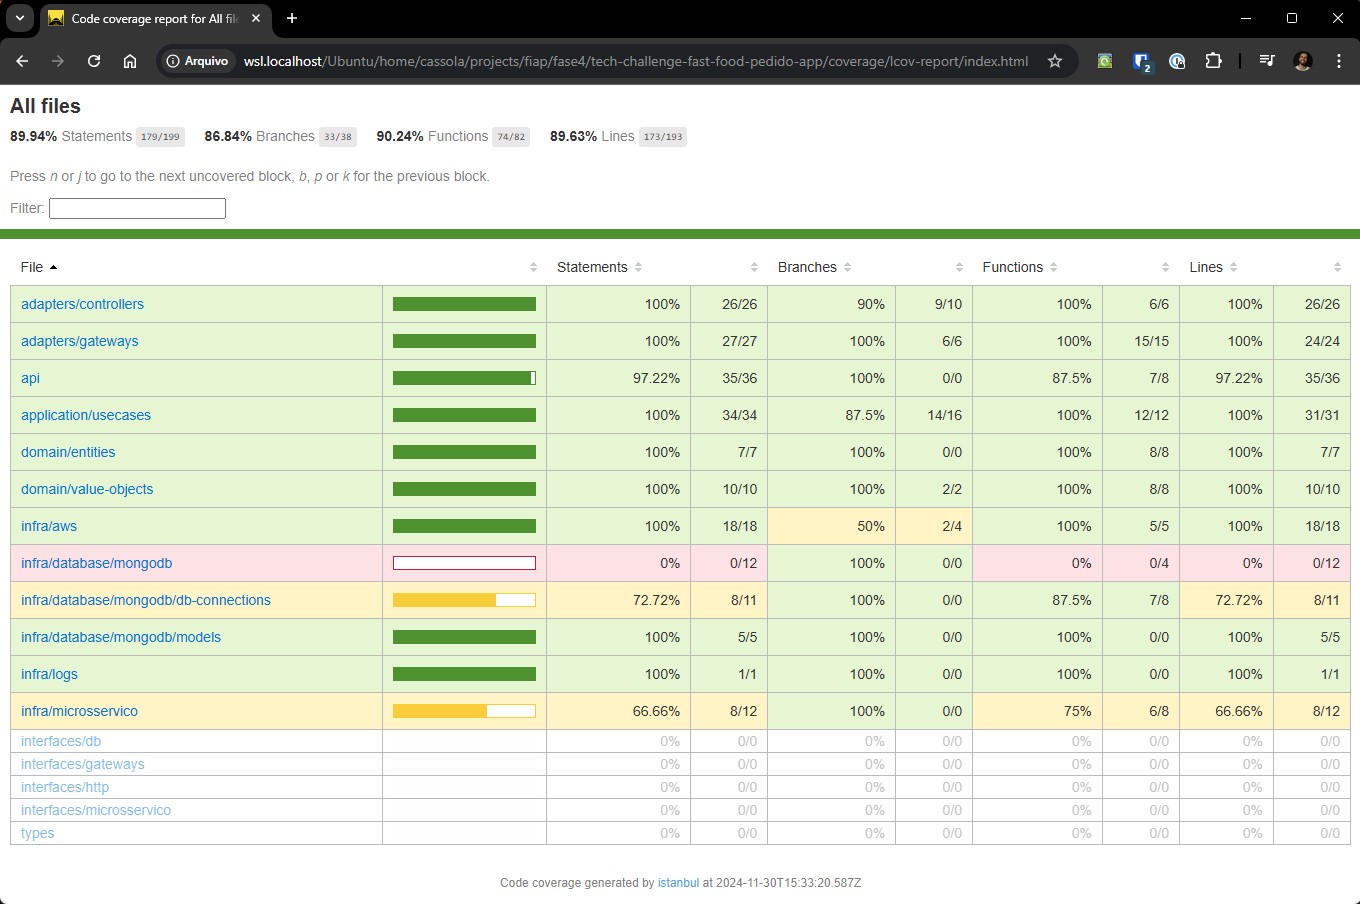 Code coverage report for All fil
Arquivo wsl.localhost/Ubuntu/home/cassola/projects/fiap/fase4/tech-challenge-fast-food-pedido-app/coverage/lcov-report/index.html 2
All files
89.94% Statements 179/199 86.84% Branches 33/38 90.24% Functions 74/82 89.63% Lines 173/193
Press n or j to go to the next uncovered block, b, p or k for the previous block.
Filter:
File Statements Branches Functions Lines
adapters/controllers 100% 26/26 90% 9/10 100% 6/6 100% 26/26
adapters/gateways 100% 27/27 100% 6/6 100% 15/15 100% 24/24
api 97.22% 35/36 100% 0/0 87.5% 7/8 97.22% 35/36
application/usecases 100% 34/34 87.5% 14/16 100% 12/12 100% 31/31
domain/entities 100% 7/7 100% 0/0 100% 8/8 100% 7/7
domain/value-objects 100% 10/10 100% 2/2 100% 8/8 100% 10/10
infra/aws 100% 18/18 50% 2/4 100% 5/5 100% 18/18
infra/database/mongodb 0% 0/12 100% 0/0 0% 0/4 0% 0/12
infra/database/mongodb/db-connections 72.72% 8/11 100% 0/0 87.5% 7/8 72.72% 8/11
infra/database/mongodb/models 100% 5/5 100% 0/0 100% 0/0 100% 5/5
infra/logs 100% 1/1 100% 0/0 100% 0/0 100% 1/1
infra/microsservico 66.66% 8/12 100% 0/0 75% 6/8 66.66% 8/12
interfaces/db 0% 0/0 0% 0/0 0% 0/0 0% 0/0
interfaces/gateways 0% 0/0 0% 0/0 0% 0/0 0% 0/0
interfaces/http 0% 0/0 0% 0/0 0% 0/0 0% 0/0
interfaces/microsservico 0% 0/0 0% 0/0 0% 0/0 0% 0/0
types 0% 0/0 0% 0/0 0% 0/0 0% 0/0
Code coverage generated by istanbul at 2024-11-30T15:33:20.587Z